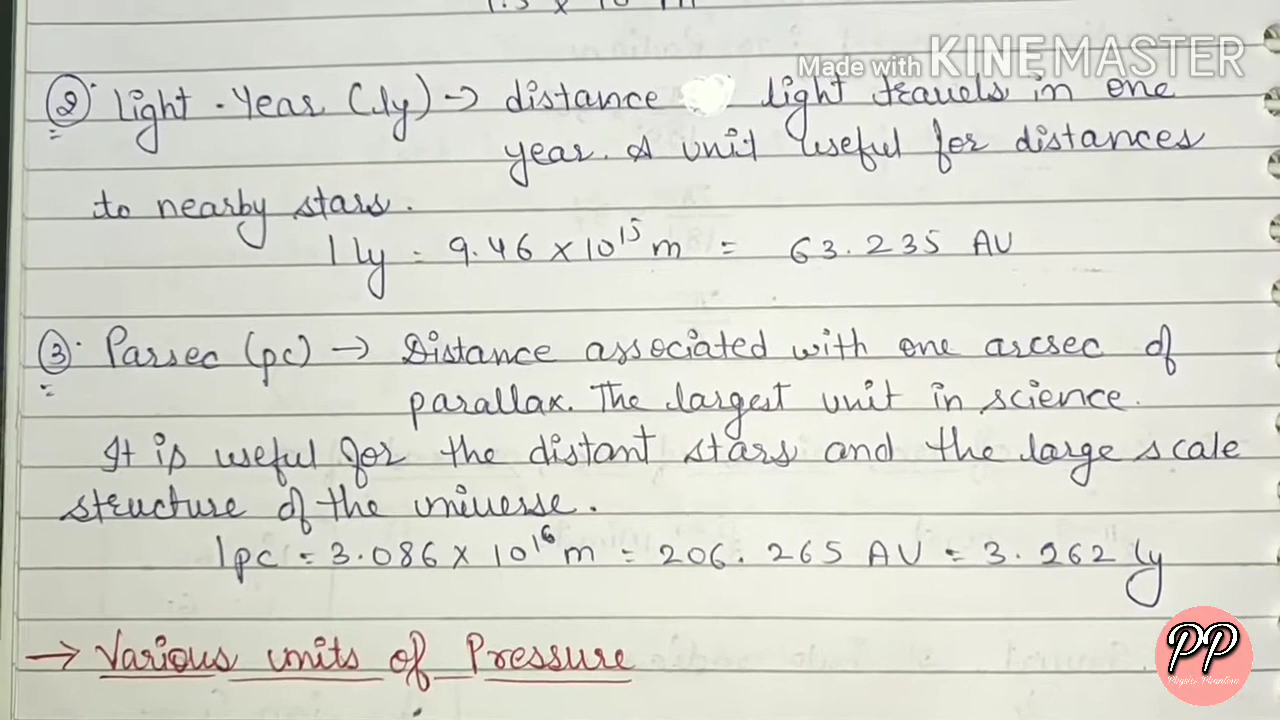 1.5 × 10 m
Made with KINEMASTER
②. Light-Year (ly) → distance light travels in one
year. A unit useful for distances
to nearby stars.
1 ly = 9.46 × 10¹⁵ m = 63.235 AU
③. Parsec (pc) → Distance associated with one arcsec of
parallax. The largest unit in science.
It is useful for the distant stars and the large scale
structure of the universe.
1pc = 3.086 × 10¹⁶ m = 206.265 AU = 3.262 ly
→ Various units of Pressure
PP